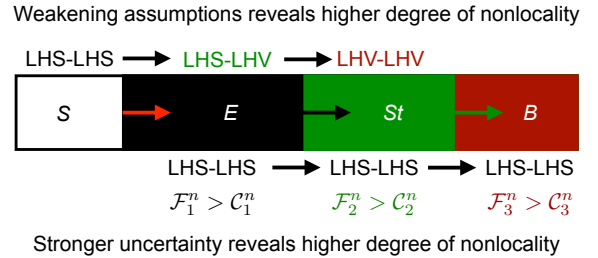 Weakening assumptions reveals higher degree of nonlocality
LHS-LHS LHS-LHV LHV-LHV
S E St B
LHS-LHS LHS-LHS LHS-LHS
ℱ₁ⁿ > 𝒞₁ⁿ ℱ₂ⁿ > 𝒞₂ⁿ ℱ₃ⁿ > 𝒞₃ⁿ
Stronger uncertainty reveals higher degree of nonlocality